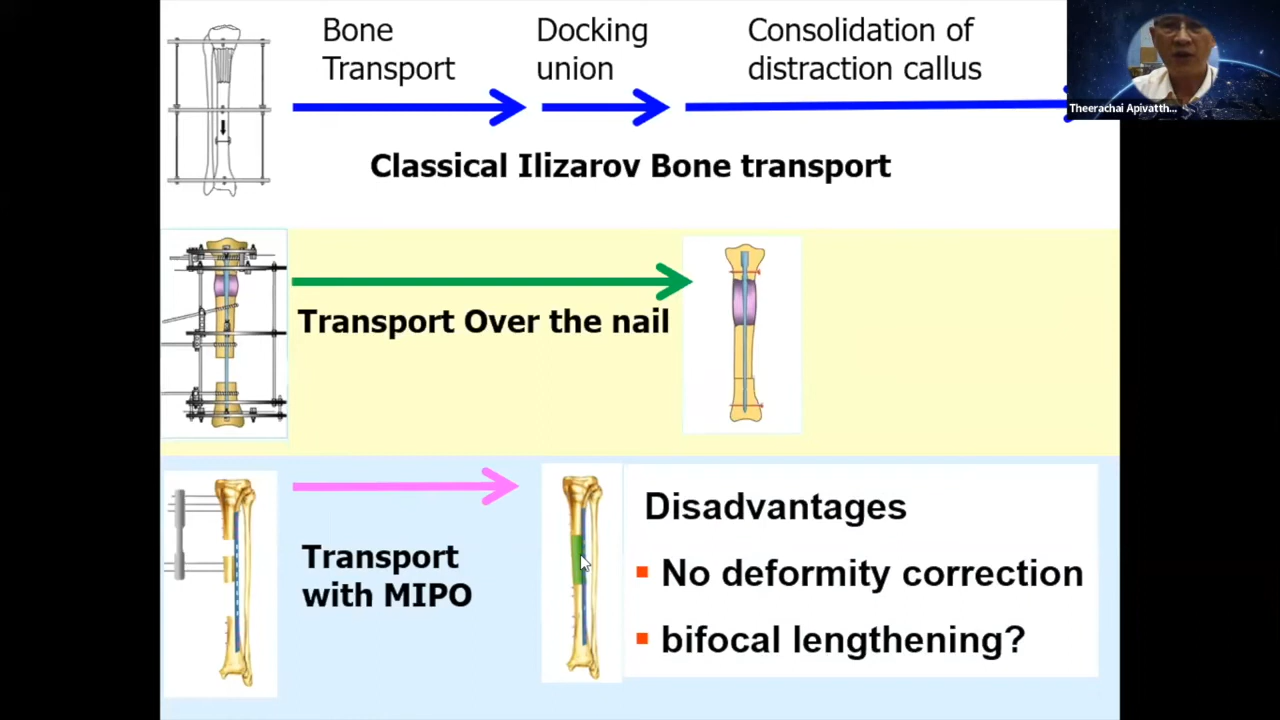 Bone
Transport
Docking
union
Consolidation of
distraction callus
Theerachai Apivatth...
Classical Ilizarov Bone transport
Transport Over the nail
Transport
with MIPO
Disadvantages
No deformity correction
bifocal lengthening?